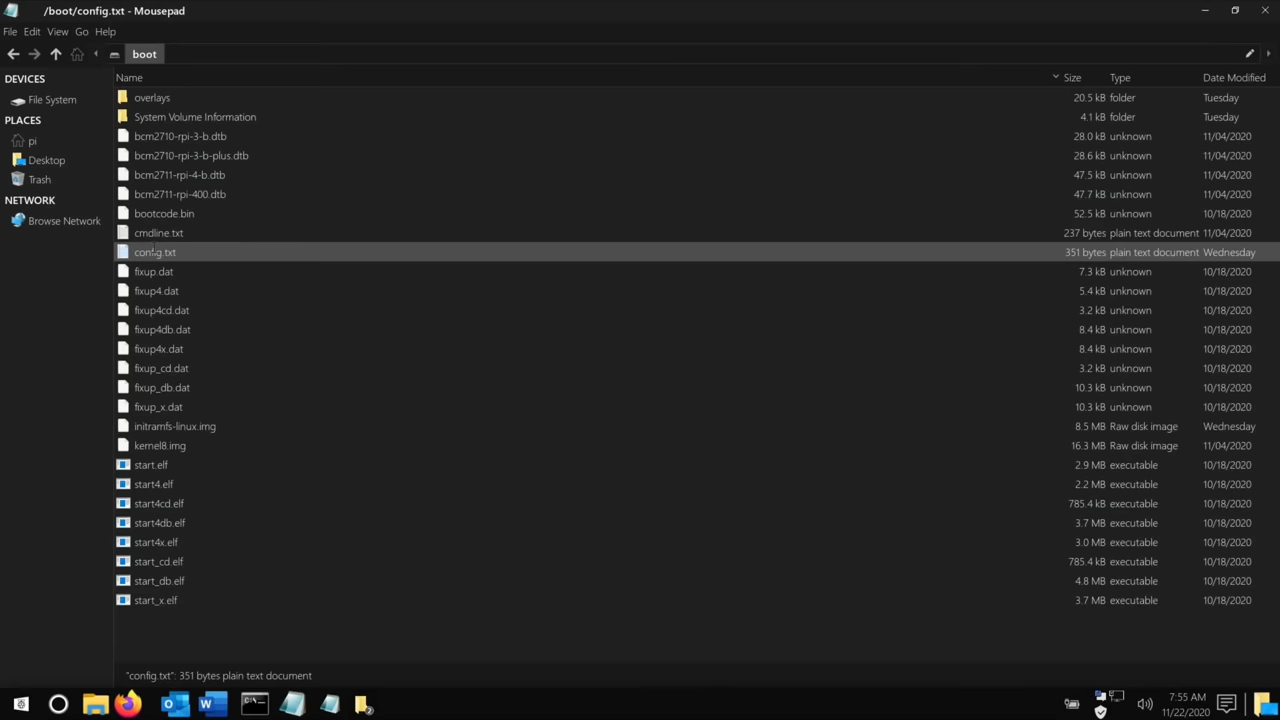 /boot/config.txt - Mousepad
File Edit View Go Help
boot
DEVICES
File System
PLACES
pi
Desktop
Trash
NETWORK
Browse Network
Name Size Type Date Modified
overlays 20.5 kB folder Tuesday
System Volume Information 4.1 kB folder Tuesday
bcm2710-rpi-3-b.dtb 28.0 kB unknown 11/04/2020
bcm2710-rpi-3-b-plus.dtb 28.6 kB unknown 11/04/2020
bcm2711-rpi-4-b.dtb 47.5 kB unknown 11/04/2020
bcm2711-rpi-400.dtb 47.7 kB unknown 11/04/2020
bootcode.bin 52.5 kB unknown 10/18/2020
cmdline.txt 237 bytes plain text document 11/04/2020
config.txt 351 bytes plain text document Wednesday
fixup.dat 7.3 kB unknown 10/18/2020
fixup4.dat 5.4 kB unknown 10/18/2020
fixup4cd.dat 3.2 kB unknown 10/18/2020
fixup4db.dat 8.4 kB unknown 10/18/2020
fixup4x.dat 8.4 kB unknown 10/18/2020
fixup_cd.dat 3.2 kB unknown 10/18/2020
fixup_db.dat 10.3 kB unknown 10/18/2020
fixup_x.dat 10.3 kB unknown 10/18/2020
initramfs-linux.img 8.5 MB Raw disk image Wednesday
kernel8.img 16.3 MB Raw disk image 11/04/2020
start.elf 2.9 MB executable 10/18/2020
start4.elf 2.2 MB executable 10/18/2020
start4cd.elf 785.4 kB executable 10/18/2020
start4db.elf 3.7 MB executable 10/18/2020
start4x.elf 3.0 MB executable 10/18/2020
start_cd.elf 785.4 kB executable 10/18/2020
start_db.elf 4.8 MB executable 10/18/2020
start_x.elf 3.7 MB executable 10/18/2020
"config.txt": 351 bytes plain text document
7:55 AM
11/22/2020